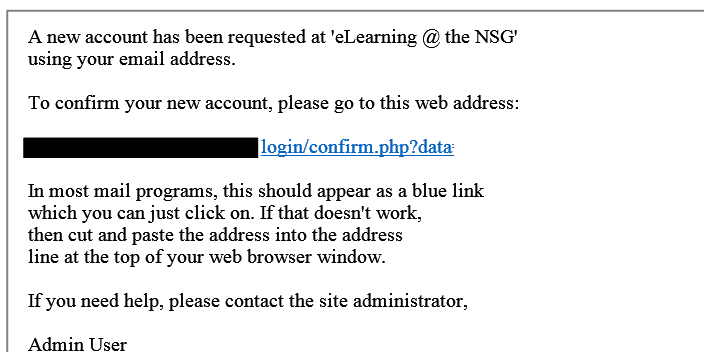 A new account has been requested at 'eLearning @ the NSG'
using your email address.
To confirm your new account, please go to this web address:
login/confirm.php?data
In most mail programs, this should appear as a blue link
which you can just click on. If that doesn't work,
then cut and paste the address into the address
line at the top of your web browser window.
If you need help, please contact the site administrator,
Admin User